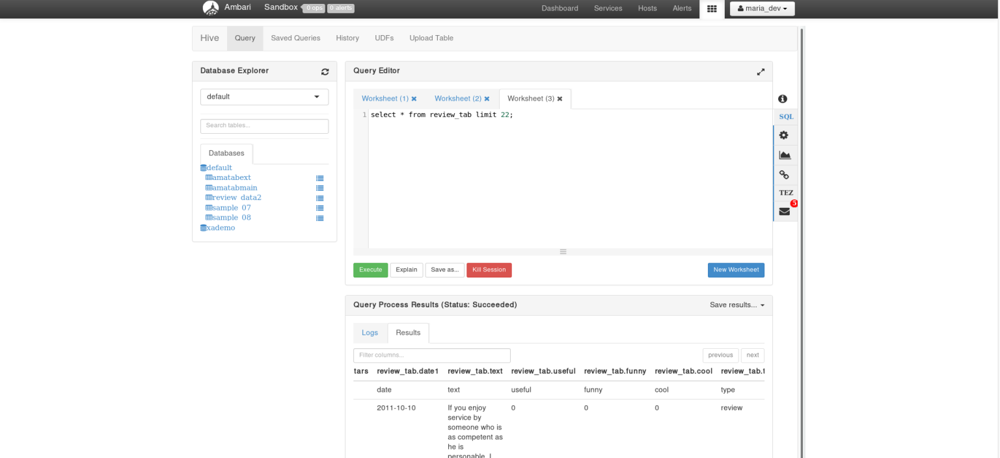 Ambari Sandbox 0 ops 0 alerts Dashboard Services Hosts Alerts maria_dev
Hive Query Saved Queries History UDFs Upload Table
Database Explorer
default
Search tables...
Databases
default
amatabext
amatabmain
review_data2
sample_07
sample_08
xademo
Query Editor
Worksheet (1) Worksheet (2) Worksheet (3)
1 select * from review_tab limit 22;
SQL
TEZ
5
Execute Explain Save as... Kill Session New Worksheet
Query Process Results (Status: Succeeded) Save results...
Logs Results
Filter columns... previous next
tars review_tab.date1 review_tab.text review_tab.useful review_tab.funny review_tab.cool review_tab.t
date text useful funny cool type
2011-10-10 If you enjoy 0 0 0 review
service by
someone who is
as competent as
he is
personable, I